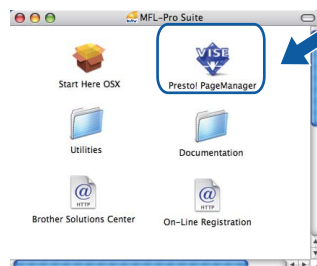 MFL-Pro Suite
VISE
Start Here OSX
Presto! PageManager
Utilities
Documentation
@
HTTP
@
HTTP
Brother Solutions Center
On-Line Registration